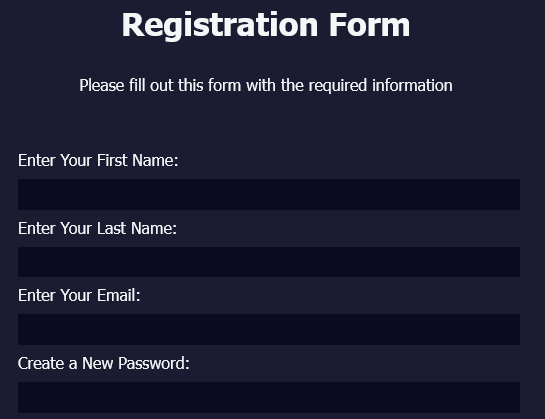 Registration Form
Please fill out this form with the required information
Enter Your First Name:
Enter Your Last Name:
Enter Your Email:
Create a New Password: